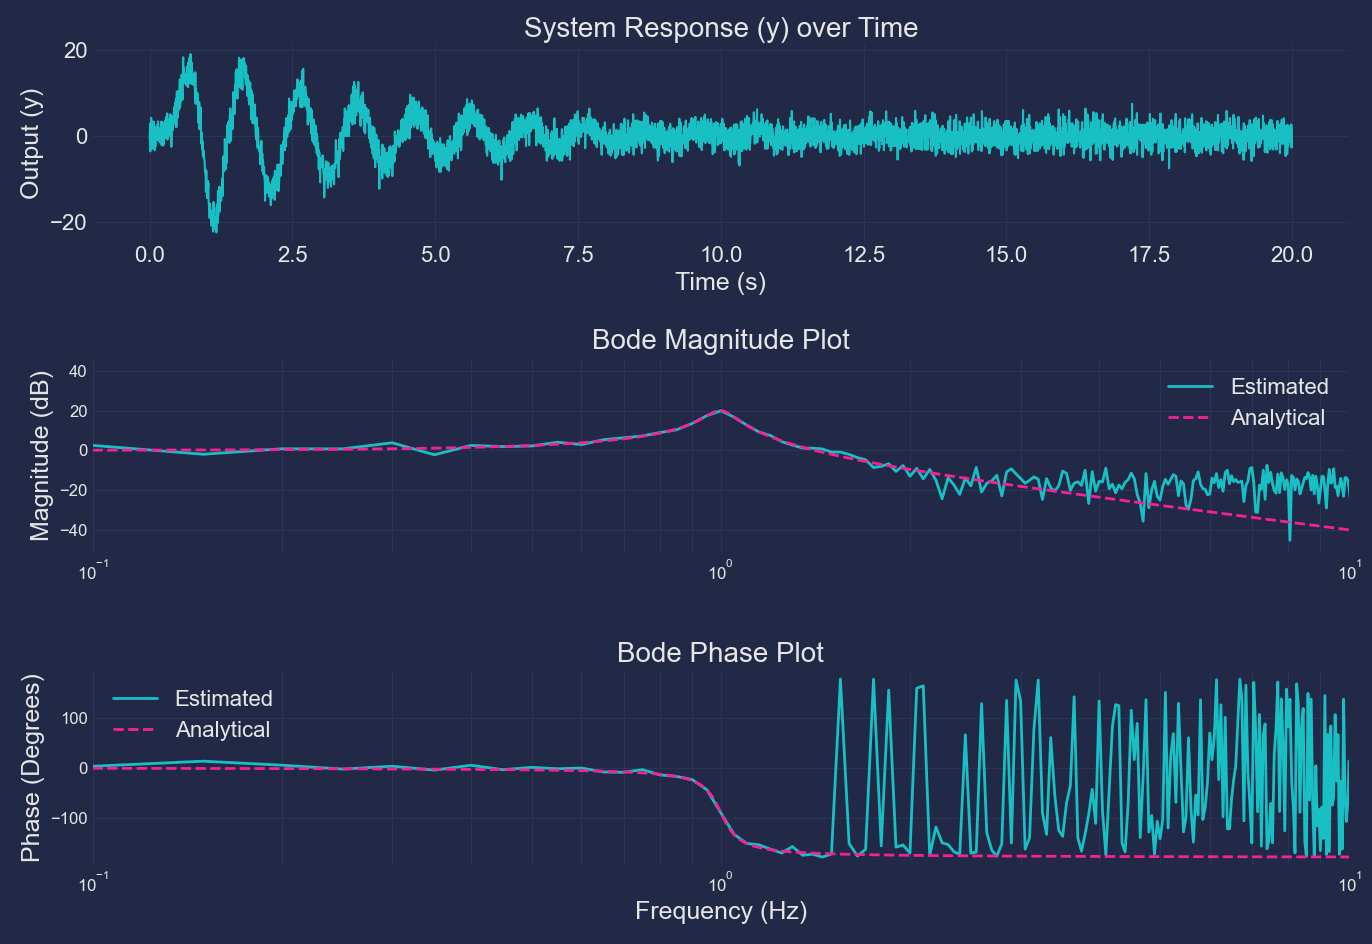 System Response (y) over Time
20
0
−20
Output (y)
0.0 2.5 5.0 7.5 10.0 12.5 15.0 17.5 20.0
Time (s)
Bode Magnitude Plot
40
20
0
−20
−40
Magnitude (dB)
Estimated
Analytical
10⁻¹ 10⁰ 10¹
Bode Phase Plot
100
0
−100
Phase (Degrees)
Estimated
Analytical
10⁻¹ 10⁰ 10¹
Frequency (Hz)